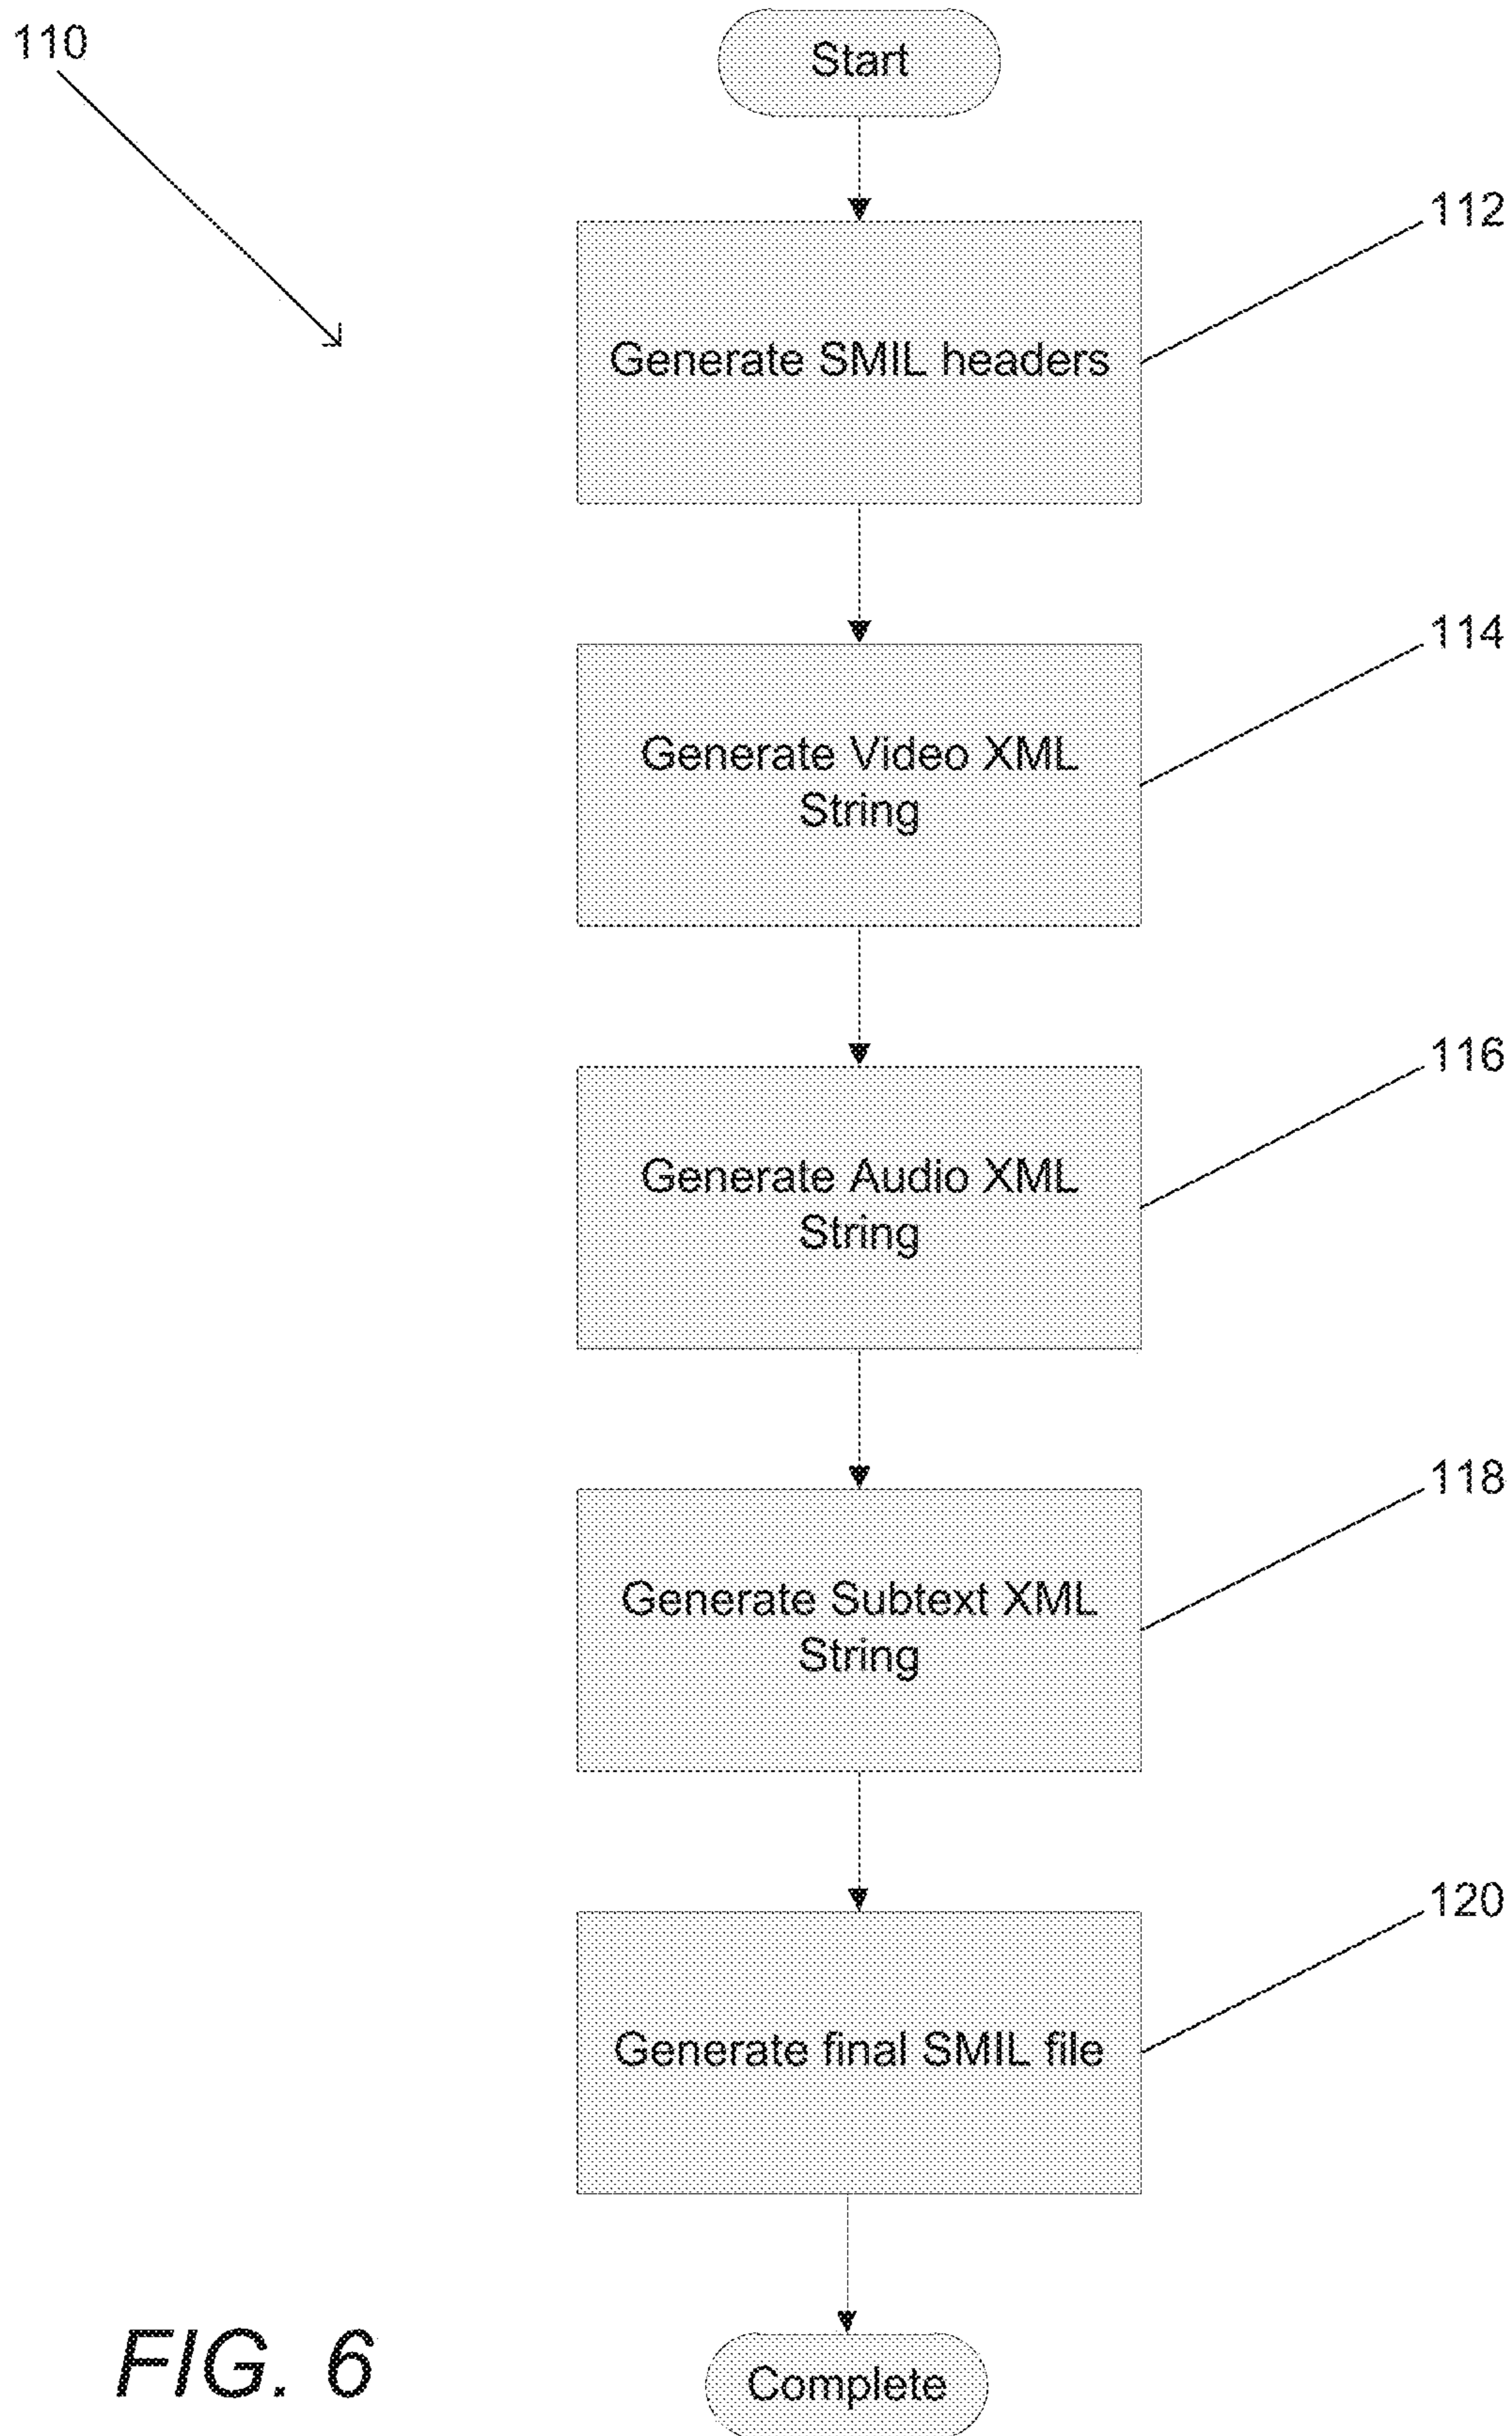 110
Start
112
Generate SMIL headers
114
Generate Video XML
String
116
Generate Audio XML
String
118
Generate Subtext XML
String
120
Generate final SMIL file
FIG. 6
Complete